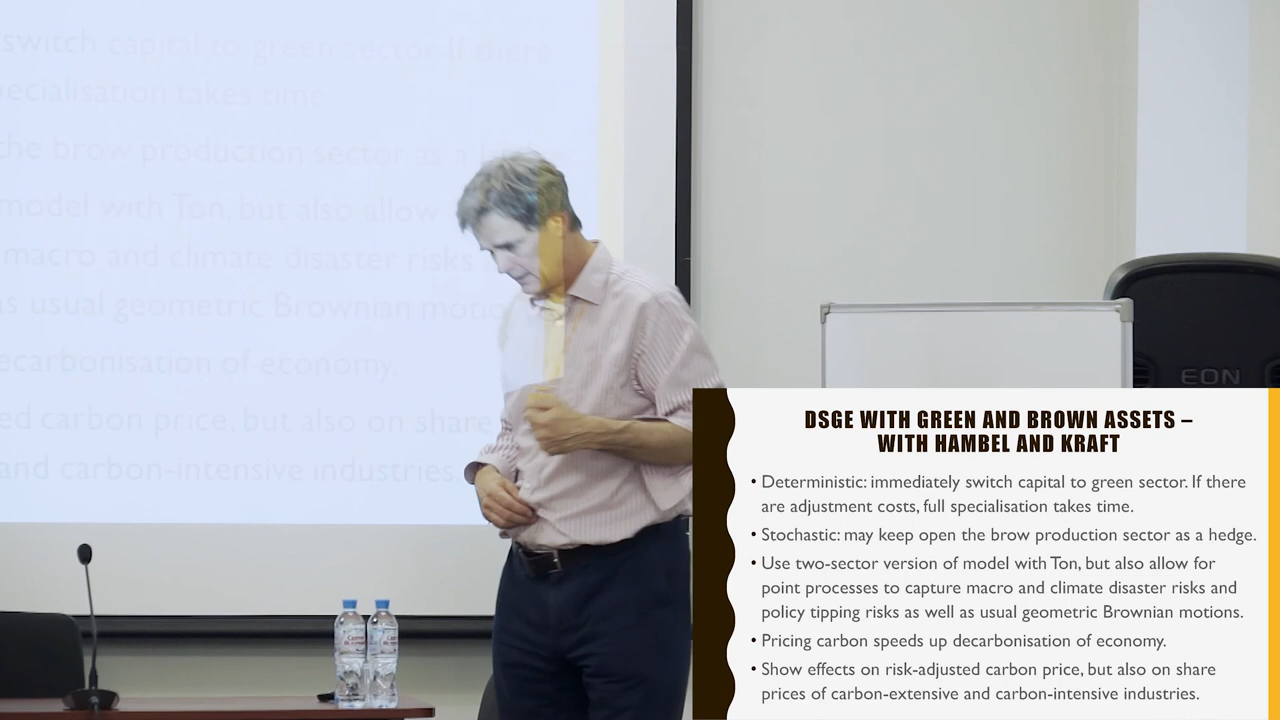 switch capital to green sector. If there
ecialisation takes time
the brow production sector as a
model with Ton, but also allow
macro and climate disaster risks
as usual geometric Brownian motio
ecarbonisation of economy.
ed carbon price, but also on share
and carbon-intensive industries.
EON
DSGE WITH GREEN AND BROWN ASSETS –
WITH HAMBEL AND KRAFT
• Deterministic: immediately switch capital to green sector. If there
are adjustment costs, full specialisation takes time.
• Stochastic: may keep open the brow production sector as a hedge.
• Use two-sector version of model with Ton, but also allow for
point processes to capture macro and climate disaster risks and
policy tipping risks as well as usual geometric Brownian motions.
• Pricing carbon speeds up decarbonisation of economy.
• Show effects on risk-adjusted carbon price, but also on share
prices of carbon-extensive and carbon-intensive industries.